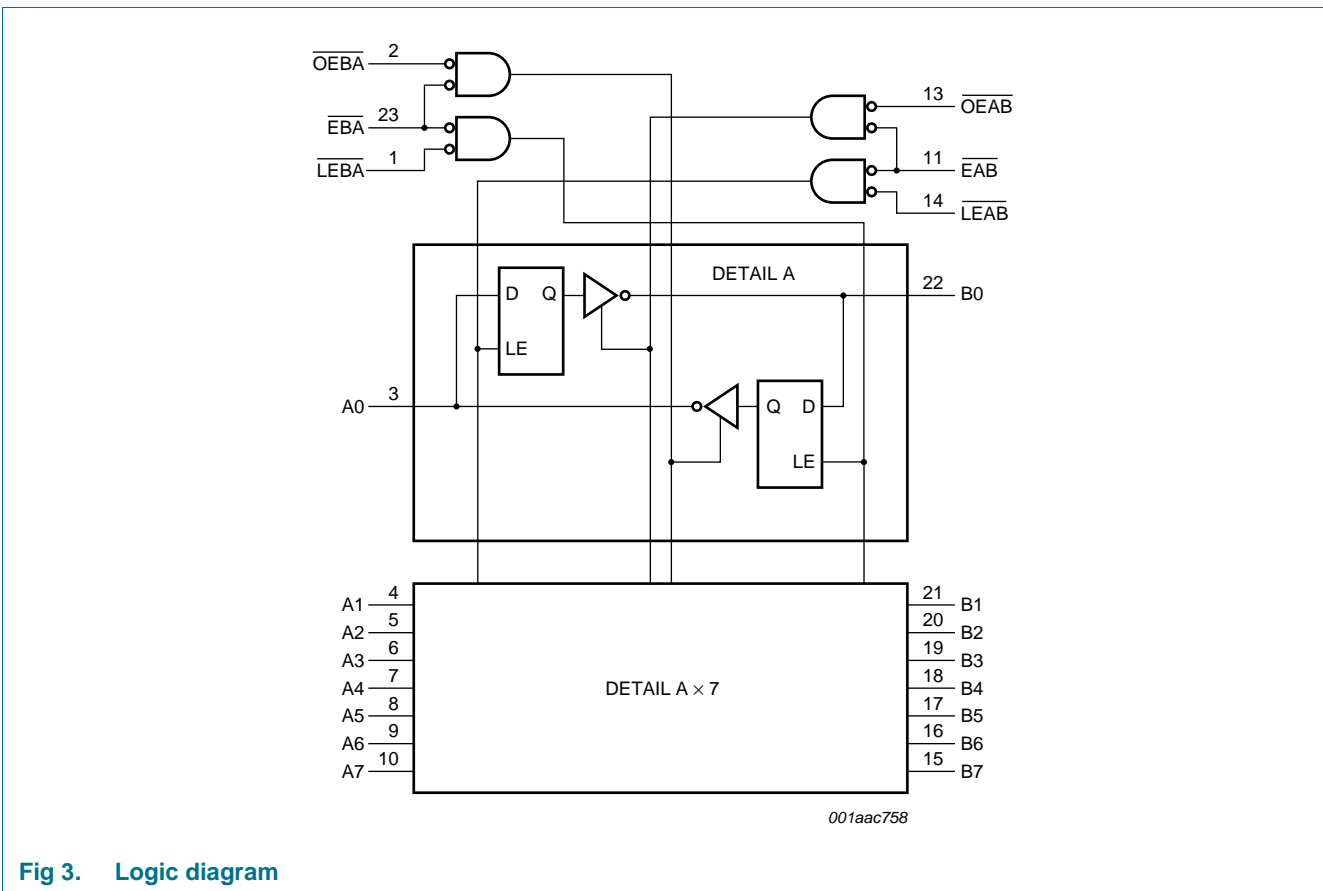 OEBA 2
EBA 23
LEBA 1
13 OEAB
11 EAB
14 LEAB
DETAIL A
D Q
LE
22 B0
A0 3
Q D
LE
A1 4
A2 5
A3 6
A4 7
A5 8
A6 9
A7 10
DETAIL A × 7
21 B1
20 B2
19 B3
18 B4
17 B5
16 B6
15 B7
001aac758
Fig 3. Logic diagram